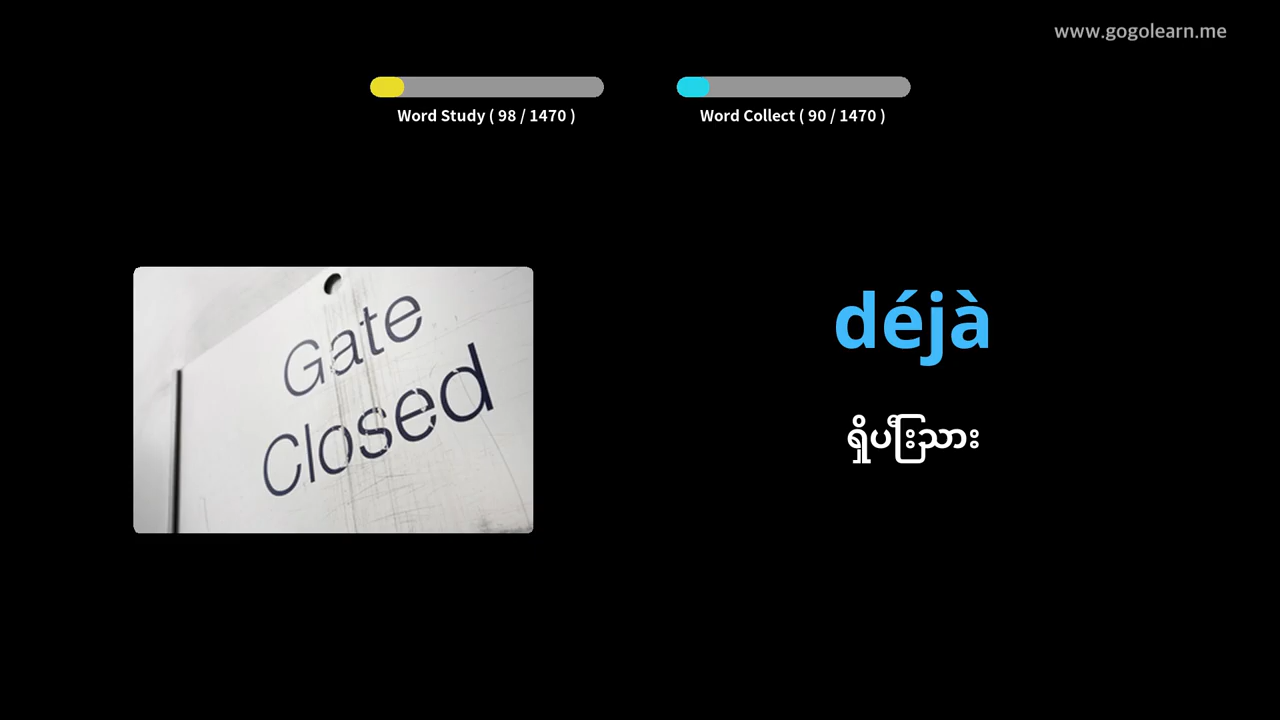 www.gogolearn.me
Word Study ( 98 / 1470 )
Word Collect ( 90 / 1470 )
Gate
Closed
déjà
ရှိပြီးသား